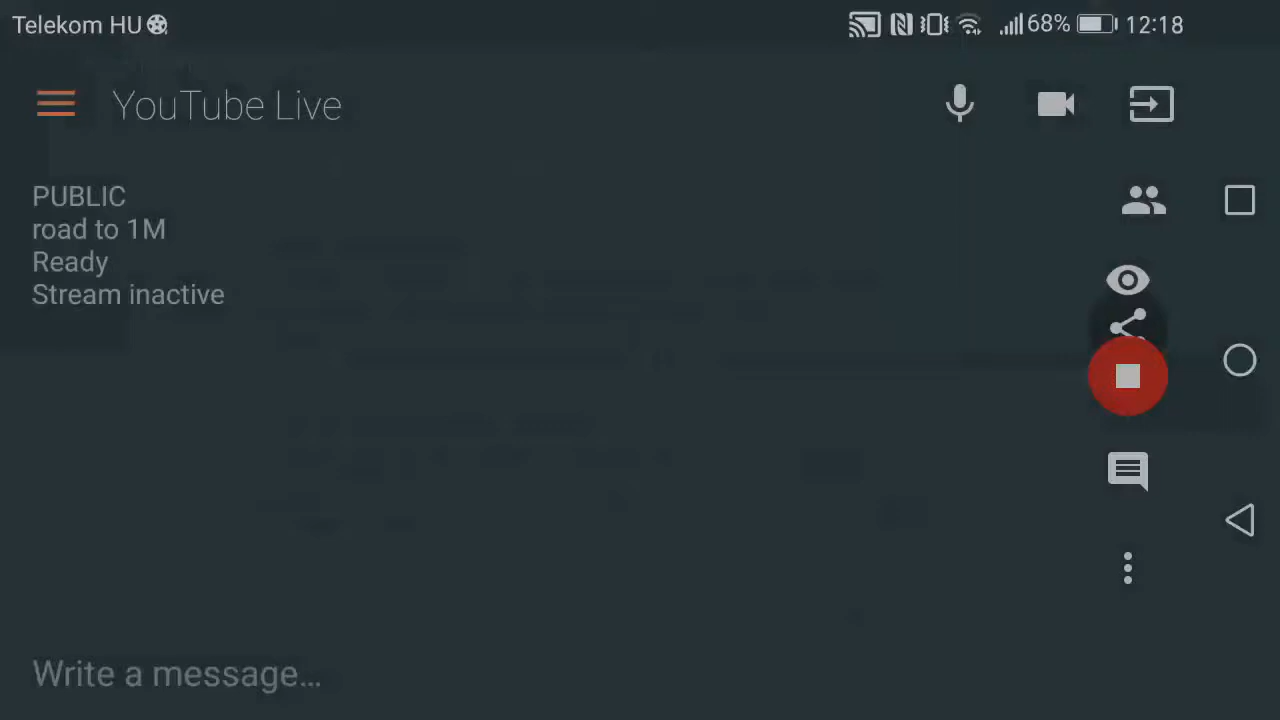 Telekom HU
68%
12:18
YouTube Live
PUBLIC
road to 1M
Ready
Stream inactive
Write a message...